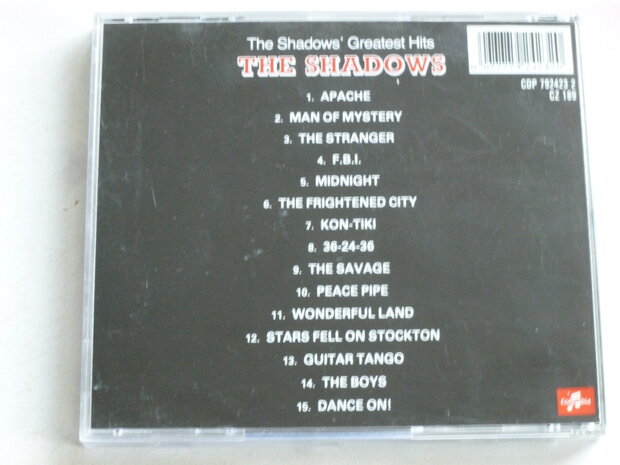 The Shadows' Greatest Hits
THE SHADOWS
CDP 792423 2
CZ 199
1. APACHE
2. MAN OF MYSTERY
3. THE STRANGER
4. F.B.I.
5. MIDNIGHT
6. THE FRIGHTENED CITY
7. KON-TIKI
8. 36-24-36
9. THE SAVAGE
10. PEACE PIPE
11. WONDERFUL LAND
12. STARS FELL ON STOCKTON
13. GUITAR TANGO
14. THE BOYS
15. DANCE ON!